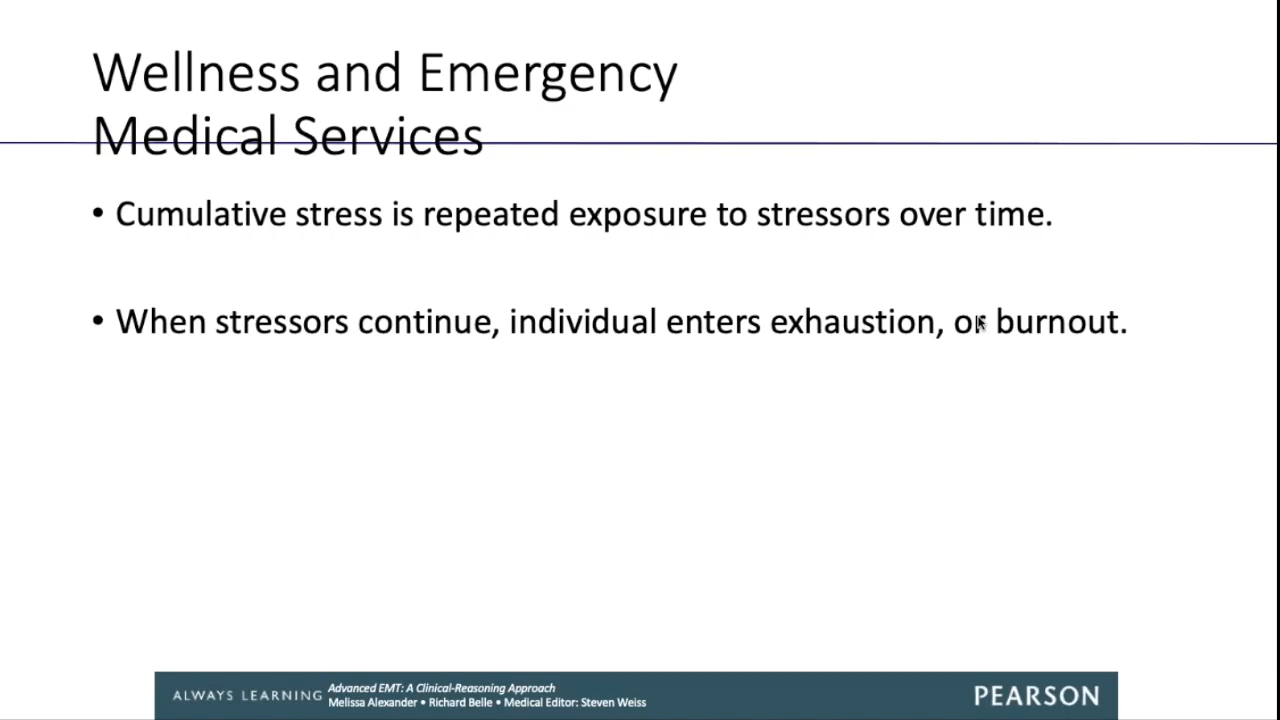 Wellness and Emergency
Medical Services
• Cumulative stress is repeated exposure to stressors over time.
• When stressors continue, individual enters exhaustion, or burnout.
ALWAYS LEARNING
Advanced EMT: A Clinical-Reasoning Approach
Melissa Alexander • Richard Belle • Medical Editor: Steven Weiss
PEARSON